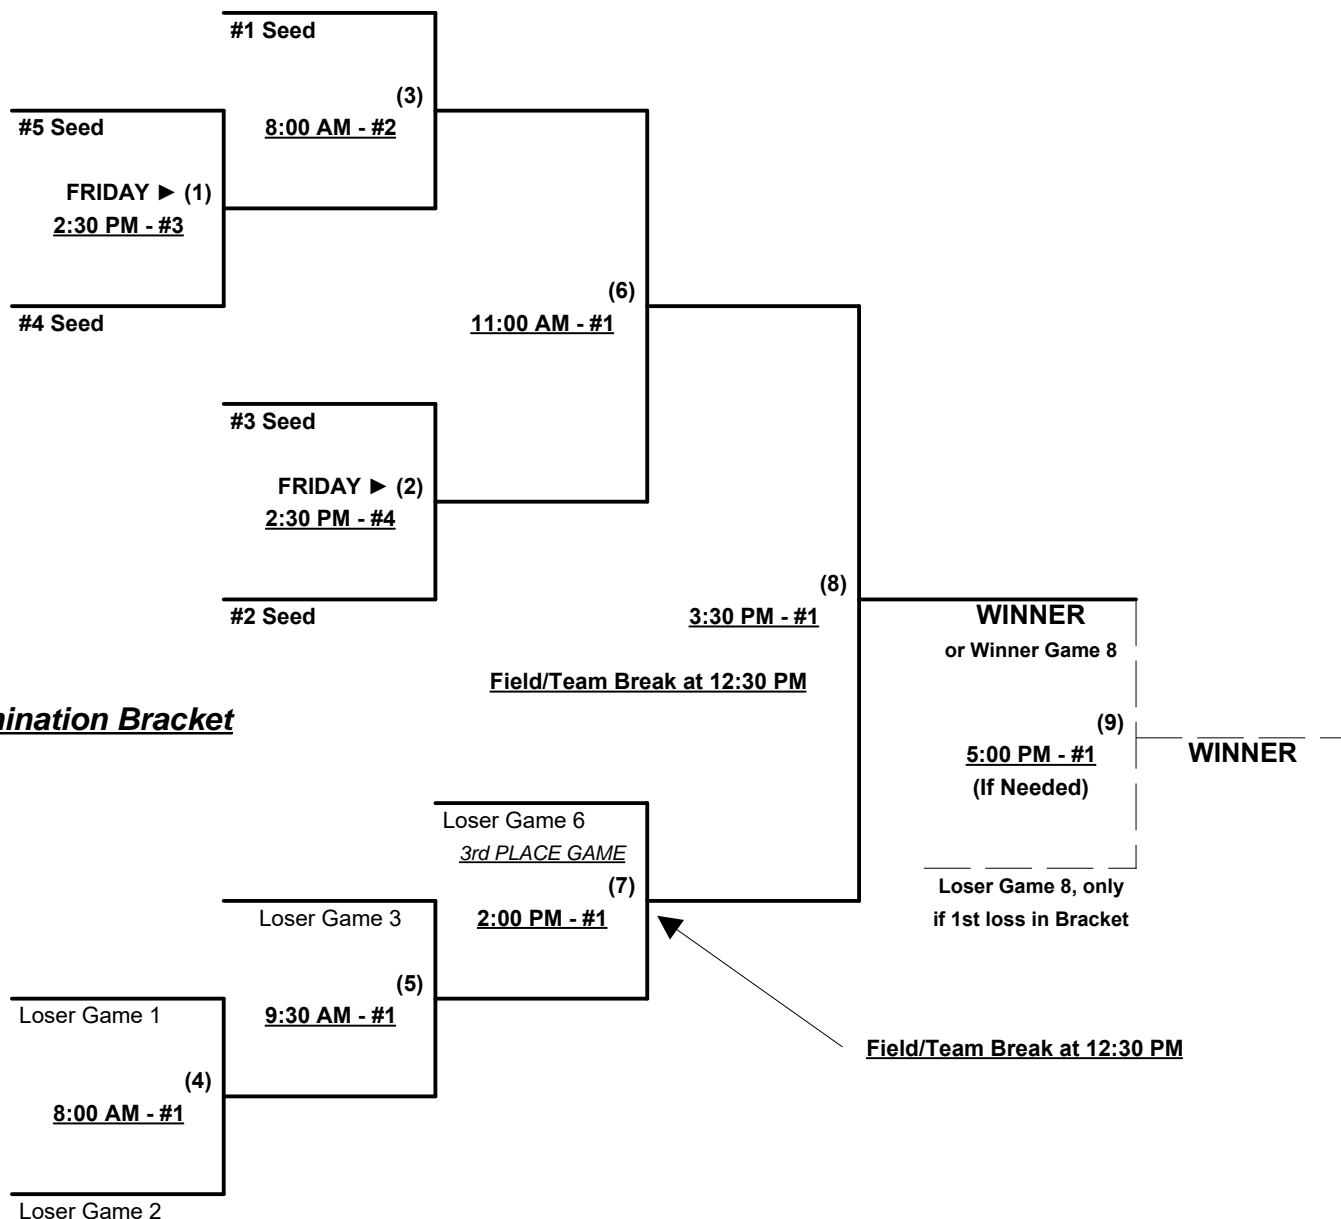 #1 Seed
(3)
8:00 AM - #2
#5 Seed
FRIDAY ► (1)
2:30 PM - #3
#4 Seed
(6)
11:00 AM - #1
#3 Seed
FRIDAY ► (2)
2:30 PM - #4
#2 Seed
(8)
3:30 PM - #1
WINNER
or Winner Game 8
Field/Team Break at 12:30 PM
mination Bracket
(9)
5:00 PM - #1
(If Needed)
WINNER
Loser Game 6
3rd PLACE GAME
(7)
2:00 PM - #1
Loser Game 8, only
if 1st loss in Bracket
Loser Game 3
(5)
9:30 AM - #1
Loser Game 1
Field/Team Break at 12:30 PM
(4)
8:00 AM - #1
Loser Game 2